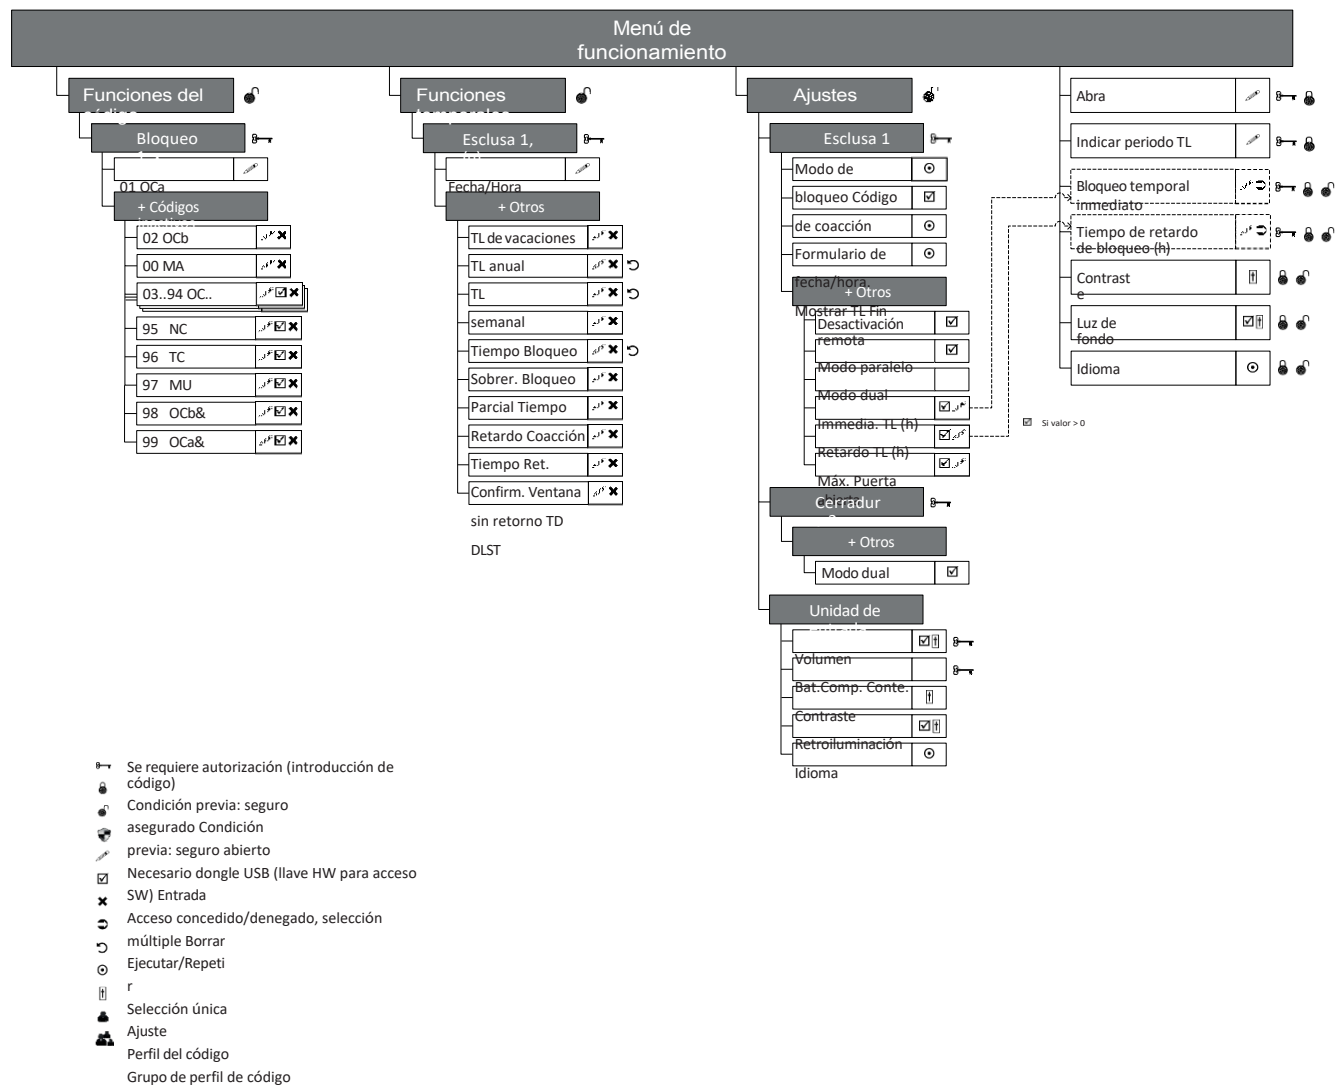 Menú de
funcionamiento
Funciones del
código
Bloqueo
01 OCa
+ Códigos
inactivos
02 OCb
00 MA
03..94 OC..
95 NC
96 TC
97 MU
98 OCb&
99 OCa&
Funciones
temporales
Esclusa 1,
Fecha/Hora
+ Otros
TL de vacaciones
TL anual
TL
semanal
Tiempo Bloqueo
Sobrer. Bloqueo
Parcial Tiempo
Retardo Coacción
Tiempo Ret.
Confirm. Ventana
sin retorno TD
DLST
Ajustes
Esclusa 1
Modo de
bloqueo Código
de coacción
Formulario de
fecha/hora.
+ Otros
Mostrar TL Fin
Desactivación
remota
Modo paralelo
Modo dual
Immedia. TL (h)
Retardo TL (h)
Máx. Puerta
abierta
Cerradur
+ Otros
Modo dual
Unidad de
Entrada
Volumen
Bat.Comp. Conte.
Contraste
Retroiluminación
Idioma
Abra
Indicar periodo TL
Bloqueo temporal
inmediato
Tiempo de retardo
de bloqueo (h)
Contrast
e
Luz de
fondo
Idioma
Si valor > 0
Se requiere autorización (introducción de
código)
Condición previa: seguro
asegurado Condición
previa: seguro abierto
Necesario dongle USB (llave HW para acceso
SW) Entrada
Acceso concedido/denegado, selección
múltiple Borrar
Ejecutar/Repeti
r
Selección única
Ajuste
Perfil del código
Grupo de perfil de código